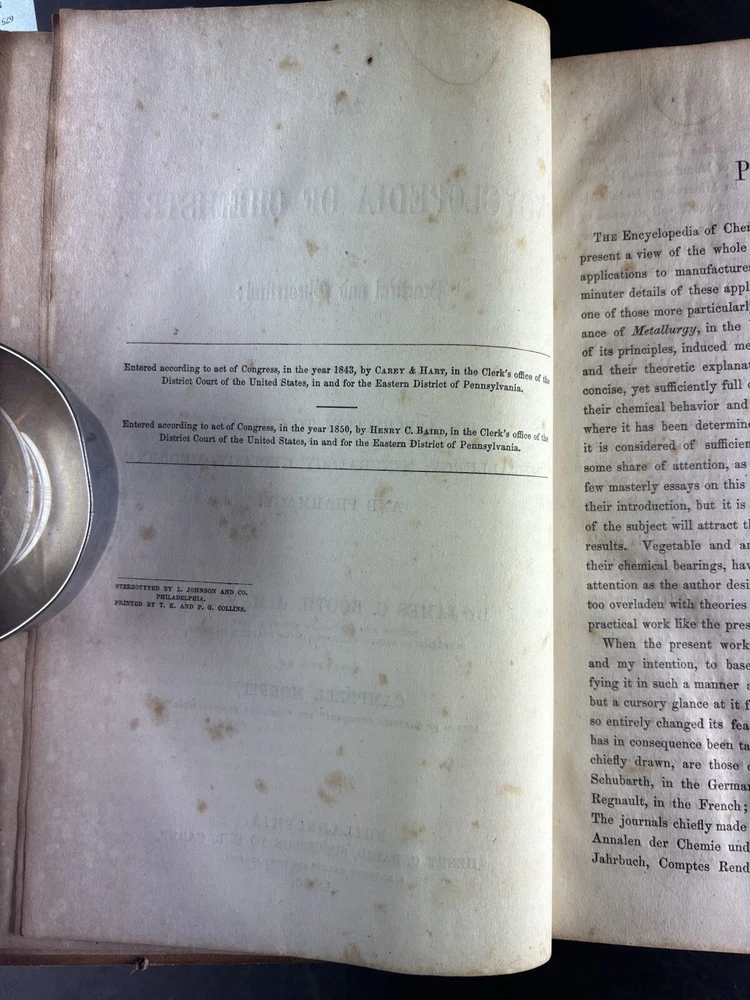 Entered according to act of Congress, in the year 1843, by CAREY & HART, in the Clerk's office of the
District Court of the United States, in and for the Eastern District of Pennsylvania.
Entered according to act of Congress, in the year 1850, by HENRY C. BAIRD, in the Clerk's office of the
District Court of the United States, in and for the Eastern District of Pennsylvania.
STEREOTYPED BY L. JOHNSON AND CO.
PHILADELPHIA.
PRINTED BY T. K. AND P. G. COLLINS.
P
THE Encyclopedia of Che
present a view of the whole
applications to manufacture
minuter details of these appl
one of those more particularl
ance of Metallurgy, in the
of its principles, induced me
and their theoretic explana
concise, yet sufficiently full
their chemical behavior and
where it has been determin
it is considered of sufficien
some share of attention, as
few masterly essays on this
their introduction, but it is
of the subject will attract t
results. Vegetable and a
their chemical bearings, hav
attention as the author desi
too overladen with theories
practical work like the pres
When the present work
and my intention, to base
fying it in such a manner a
but a cursory glance at it f
so entirely changed its fea
has in consequence been ta
chiefly drawn, are those
Schubarth, in the Germa
Regnault, in the French;
The journals chiefly made
Annalen der Chemie und
Jahrbuch, Comptes Rend